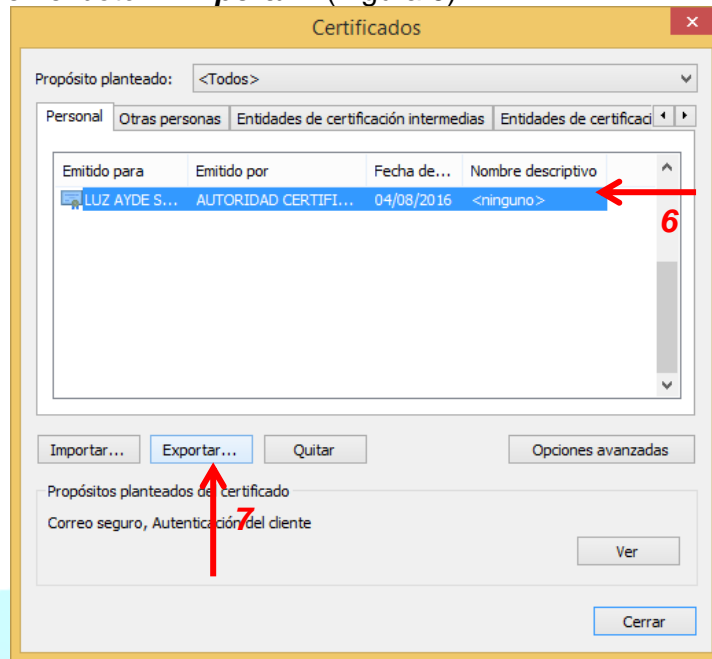 Certificados
Propósito planteado: <Todos>
Personal Otras personas Entidades de certificación intermedias Entidades de certificaci
Emitido para Emitido por Fecha de... Nombre descriptivo
LUZ AYDE S... AUTORIDAD CERTIFI... 04/08/2016 <ninguno>
6
Importar... Exportar... Quitar Opciones avanzadas
Propósitos planteados del certificado
Correo seguro, Autenticación del cliente
7
Ver
Cerrar